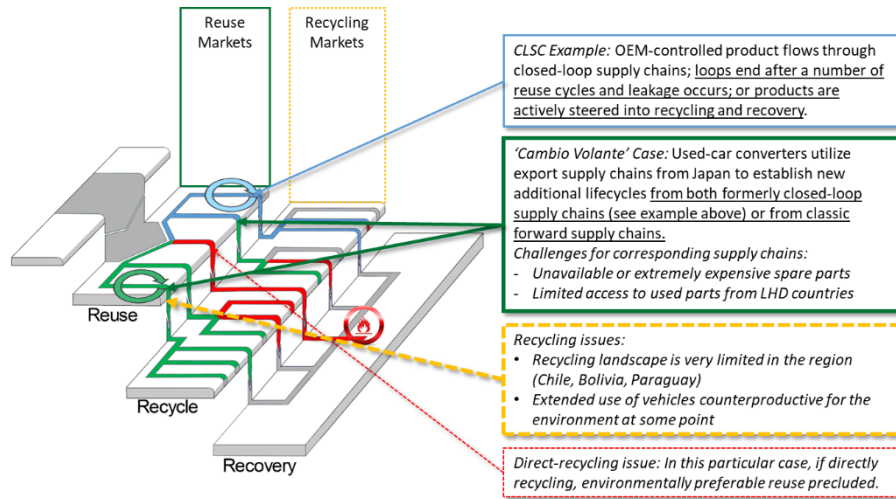 Reuse
Markets
Recycling
Markets
CLSC Example: OEM-controlled product flows through
closed-loop supply chains; loops end after a number of
reuse cycles and leakage occurs; or products are
actively steered into recycling and recovery.
‘Cambio Volante’ Case: Used-car converters utilize
export supply chains from Japan to establish new
additional lifecycles from both formerly closed-loop
supply chains (see example above) or from classic
forward supply chains.
Challenges for corresponding supply chains:
- Unavailable or extremely expensive spare parts
- Limited access to used parts from LHD countries
Reuse
Recycle
Recovery
Recycling issues:
• Recycling landscape is very limited in the region
(Chile, Bolivia, Paraguay)
• Extended use of vehicles counterproductive for the
environment at some point
Direct-recycling issue: In this particular case, if directly
recycling, environmentally preferable reuse precluded.